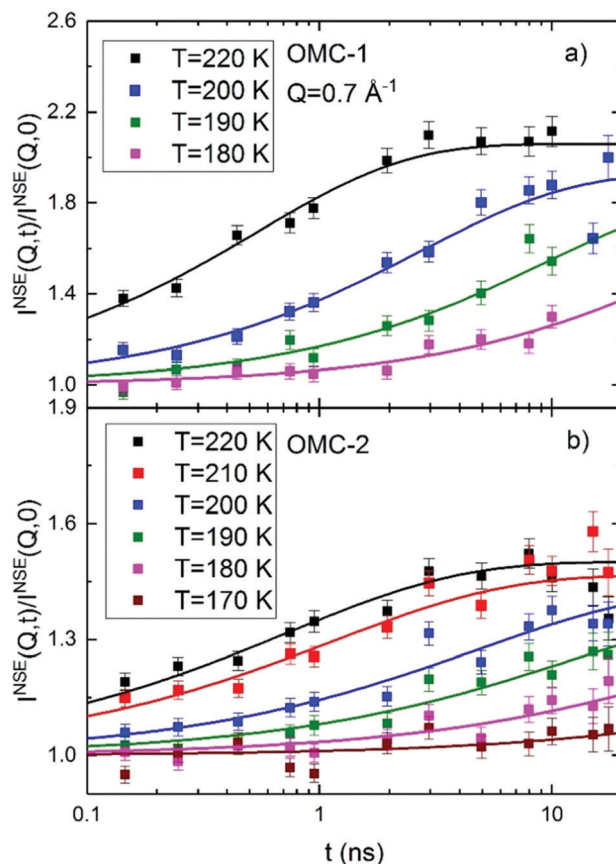 2.6
2.2
1.8
1.4
1.0
I^NSE(Q,t)/I^NSE(Q,0)
T=220 K
T=200 K
T=190 K
T=180 K
OMC-1
Q=0.7 Å⁻¹
a)
1.9
1.6
1.3
1.0
I^NSE(Q,t)/I^NSE(Q,0)
T=220 K
T=210 K
T=200 K
T=190 K
T=180 K
T=170 K
OMC-2
b)
0.1 1 10
t (ns)